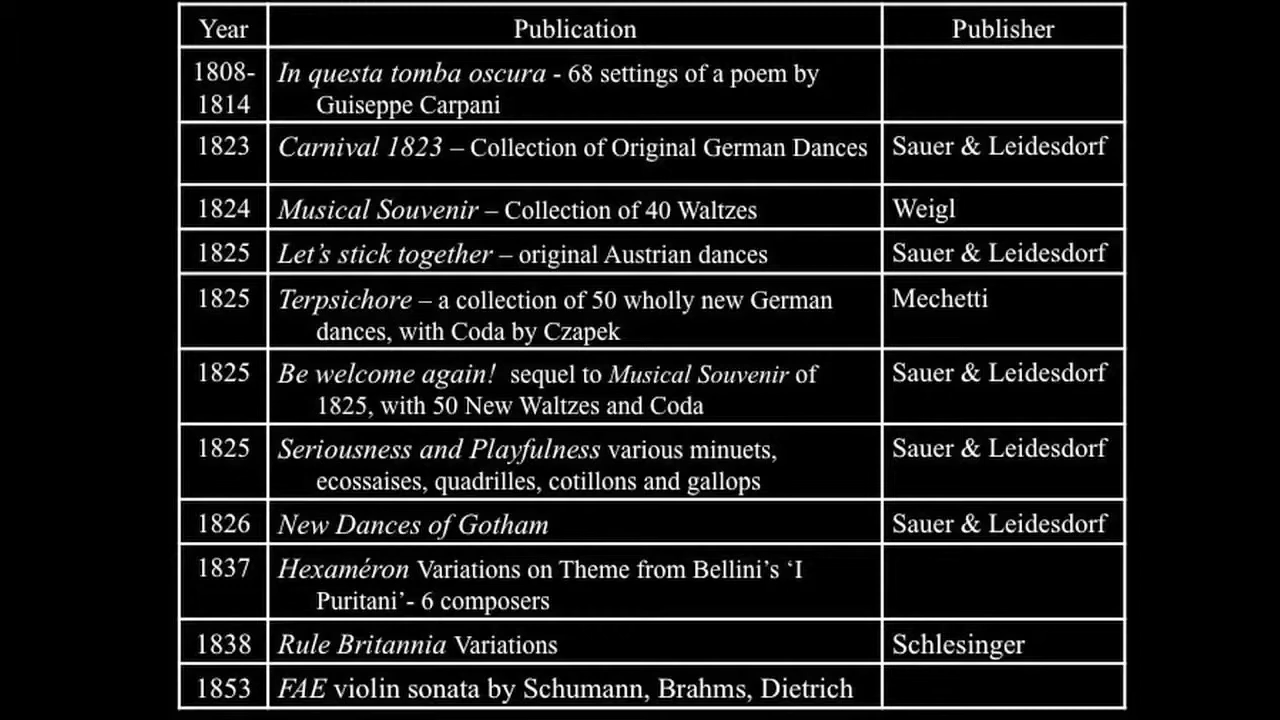 Year Publication Publisher
1808- In questa tomba oscura - 68 settings of a poem by
1814 Guiseppe Carpani
1823 Carnival 1823 – Collection of Original German Dances Sauer & Leidesdorf
1824 Musical Souvenir – Collection of 40 Waltzes Weigl
1825 Let’s stick together – original Austrian dances Sauer & Leidesdorf
1825 Terpsichore – a collection of 50 wholly new German Mechetti
dances, with Coda by Czapek
1825 Be welcome again! sequel to Musical Souvenir of Sauer & Leidesdorf
1825, with 50 New Waltzes and Coda
1825 Seriousness and Playfulness various minuets, Sauer & Leidesdorf
ecossaises, quadrilles, cotillons and gallops
1826 New Dances of Gotham Sauer & Leidesdorf
1837 Hexaméron Variations on Theme from Bellini’s ‘I
Puritani’- 6 composers
1838 Rule Britannia Variations Schlesinger
1853 FAE violin sonata by Schumann, Brahms, Dietrich